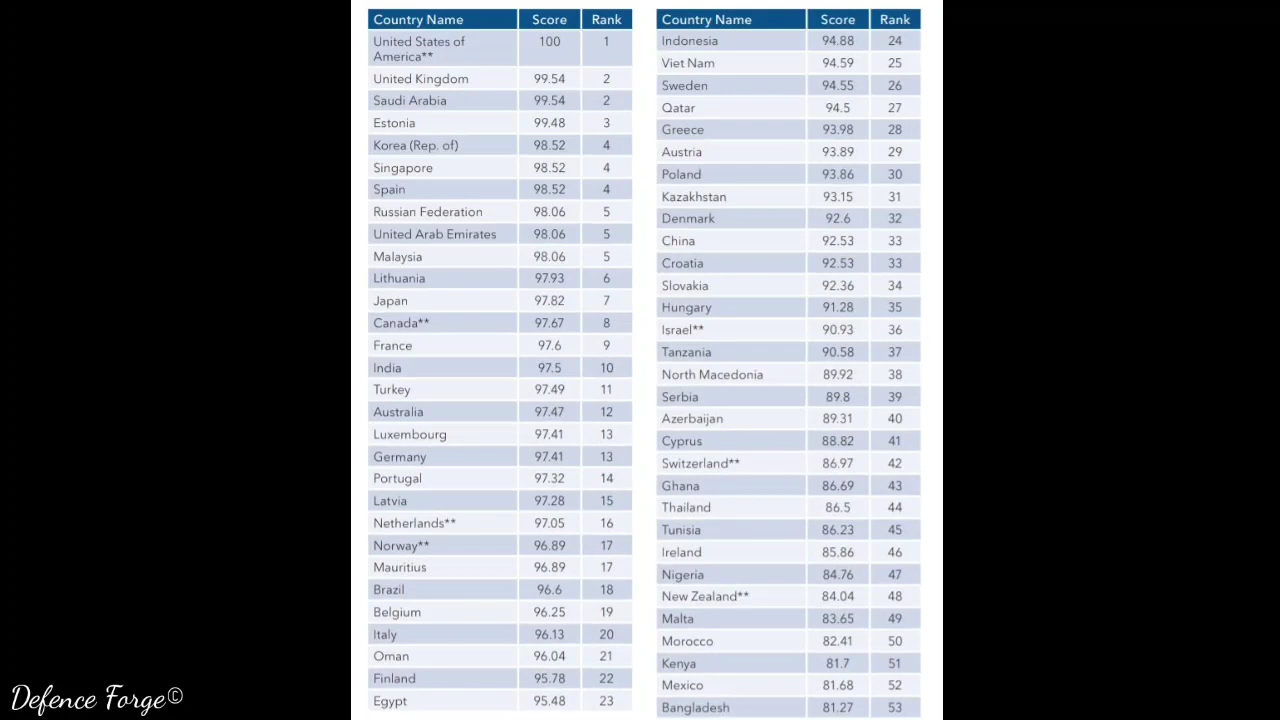 Country Name Score Rank
United States of
America** 100 1
United Kingdom 99.54 2
Saudi Arabia 99.54 2
Estonia 99.48 3
Korea (Rep. of) 98.52 4
Singapore 98.52 4
Spain 98.52 4
Russian Federation 98.06 5
United Arab Emirates 98.06 5
Malaysia 98.06 5
Lithuania 97.93 6
Japan 97.82 7
Canada** 97.67 8
France 97.6 9
India 97.5 10
Turkey 97.49 11
Australia 97.47 12
Luxembourg 97.41 13
Germany 97.41 13
Portugal 97.32 14
Latvia 97.28 15
Netherlands** 97.05 16
Norway** 96.89 17
Mauritius 96.89 17
Brazil 96.6 18
Belgium 96.25 19
Italy 96.13 20
Oman 96.04 21
Finland 95.78 22
Egypt 95.48 23
Country Name Score Rank
Indonesia 94.88 24
Viet Nam 94.59 25
Sweden 94.55 26
Qatar 94.5 27
Greece 93.98 28
Austria 93.89 29
Poland 93.86 30
Kazakhstan 93.15 31
Denmark 92.6 32
China 92.53 33
Croatia 92.53 33
Slovakia 92.36 34
Hungary 91.28 35
Israel** 90.93 36
Tanzania 90.58 37
North Macedonia 89.92 38
Serbia 89.8 39
Azerbaijan 89.31 40
Cyprus 88.82 41
Switzerland** 86.97 42
Ghana 86.69 43
Thailand 86.5 44
Tunisia 86.23 45
Ireland 85.86 46
Nigeria 84.76 47
New Zealand** 84.04 48
Malta 83.65 49
Morocco 82.41 50
Kenya 81.7 51
Mexico 81.68 52
Bangladesh 81.27 53
Defence Forge©